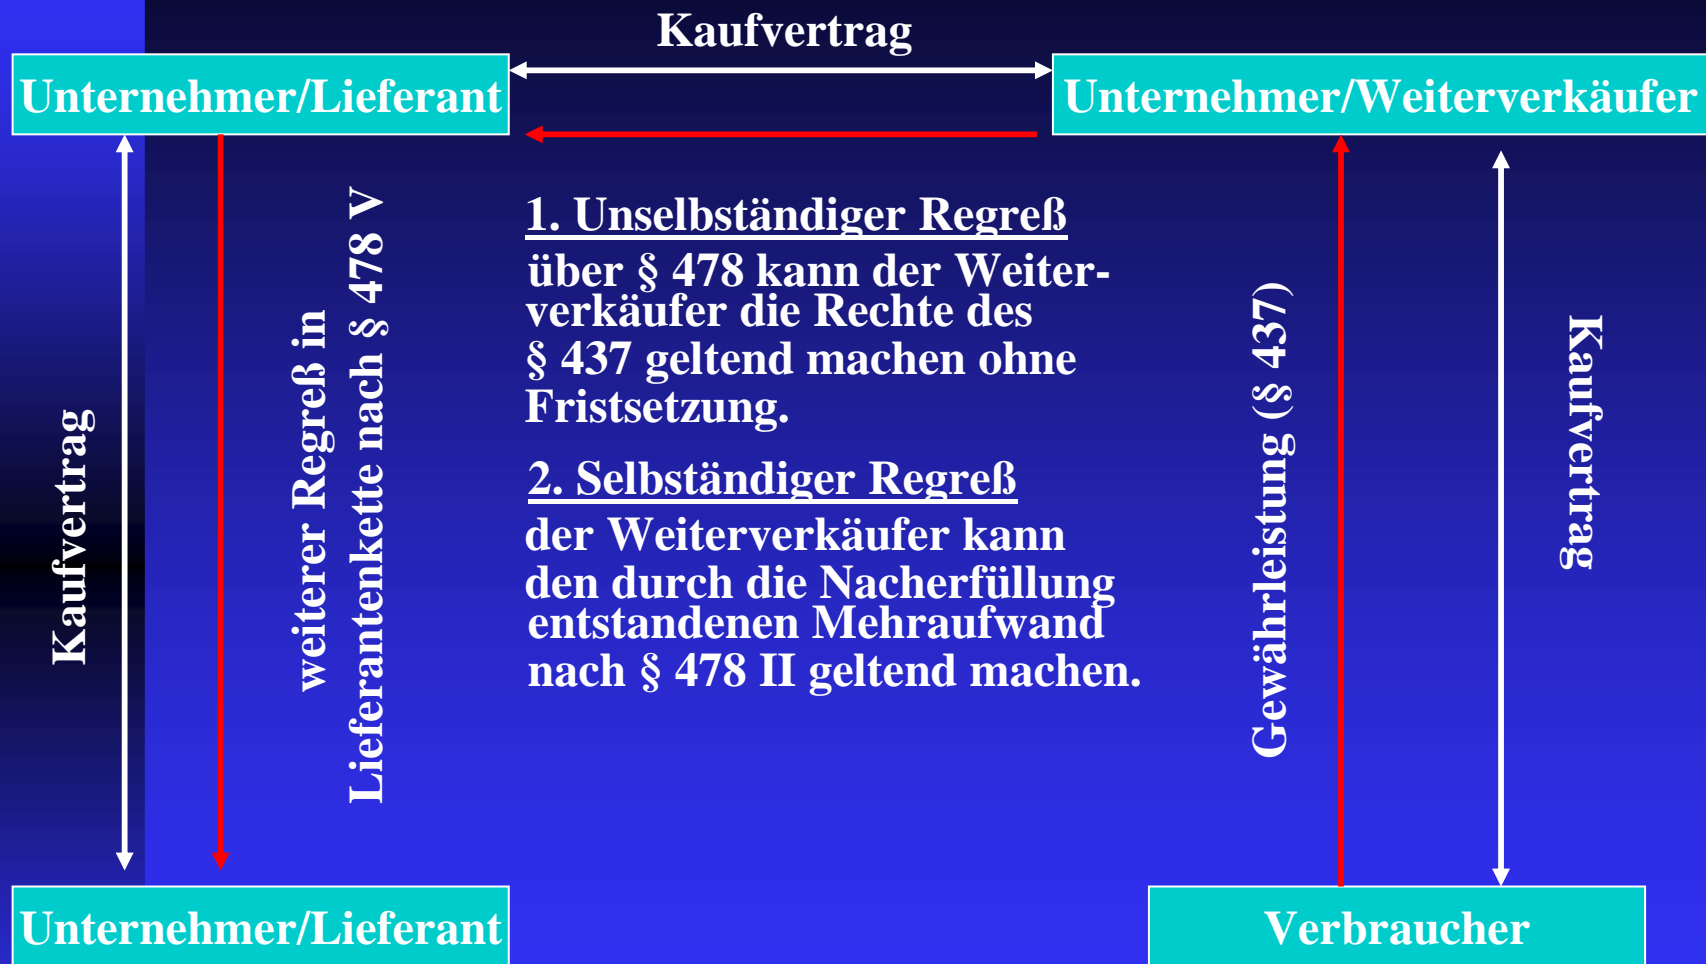 Kaufvertrag
Unternehmer/Lieferant
Unternehmer/Weiterverkäufer
1. Unselbständiger Regreß
über § 478 kann der Weiter-
verkäufer die Rechte des
§ 437 geltend machen ohne
Fristsetzung.
2. Selbständiger Regreß
der Weiterverkäufer kann
den durch die Nacherfüllung
entstandenen Mehraufwand
nach § 478 II geltend machen.
Kaufvertrag
weiterer Regreß in
Lieferantenkette nach § 478 V
Gewährleistung (§ 437)
Kaufvertrag
Unternehmer/Lieferant
Verbraucher